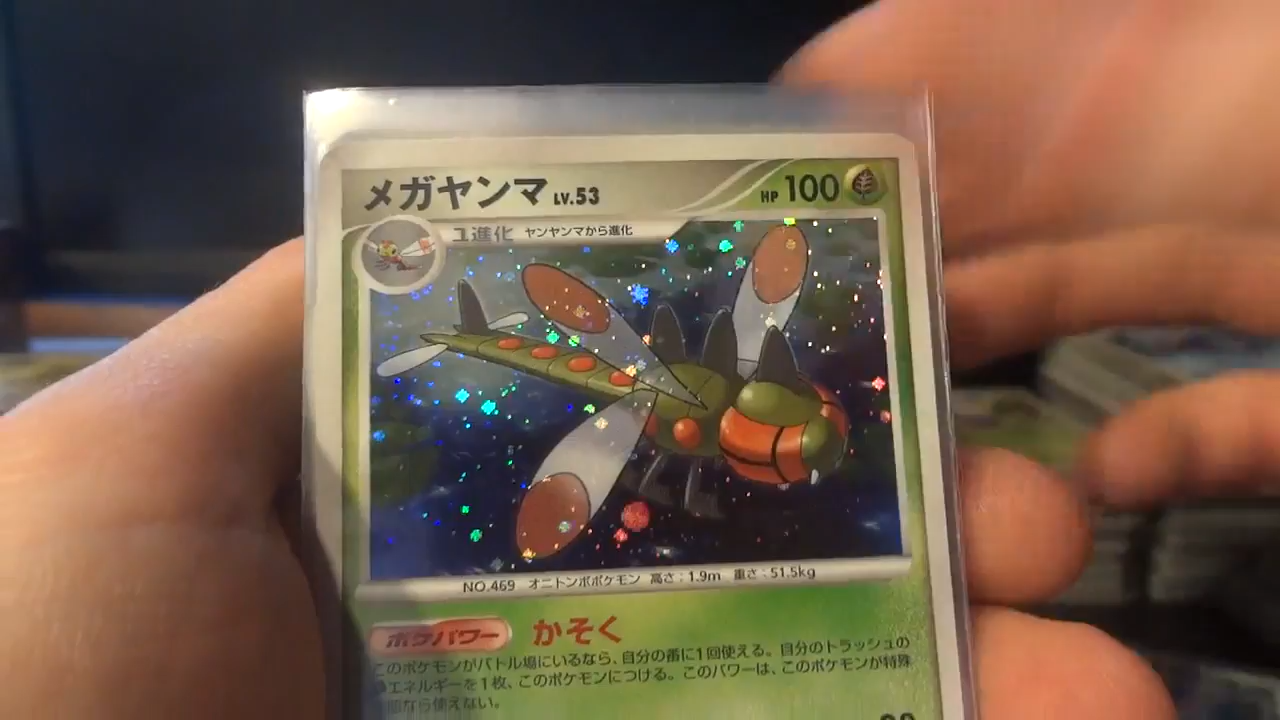 メガヤンマ LV.53 HP 100
1進化 ヤンヤンマから進化
NO.469 オニトンボポケモン 高さ:1.9m 重さ:51.5kg
ポケパワー かそく
このポケモンがバトル場にいるなら、自分の番に1回使える。自分のトラッシュの
エネルギーを1枚、このポケモンにつける。このパワーは、このポケモンが特殊
なら使えない。